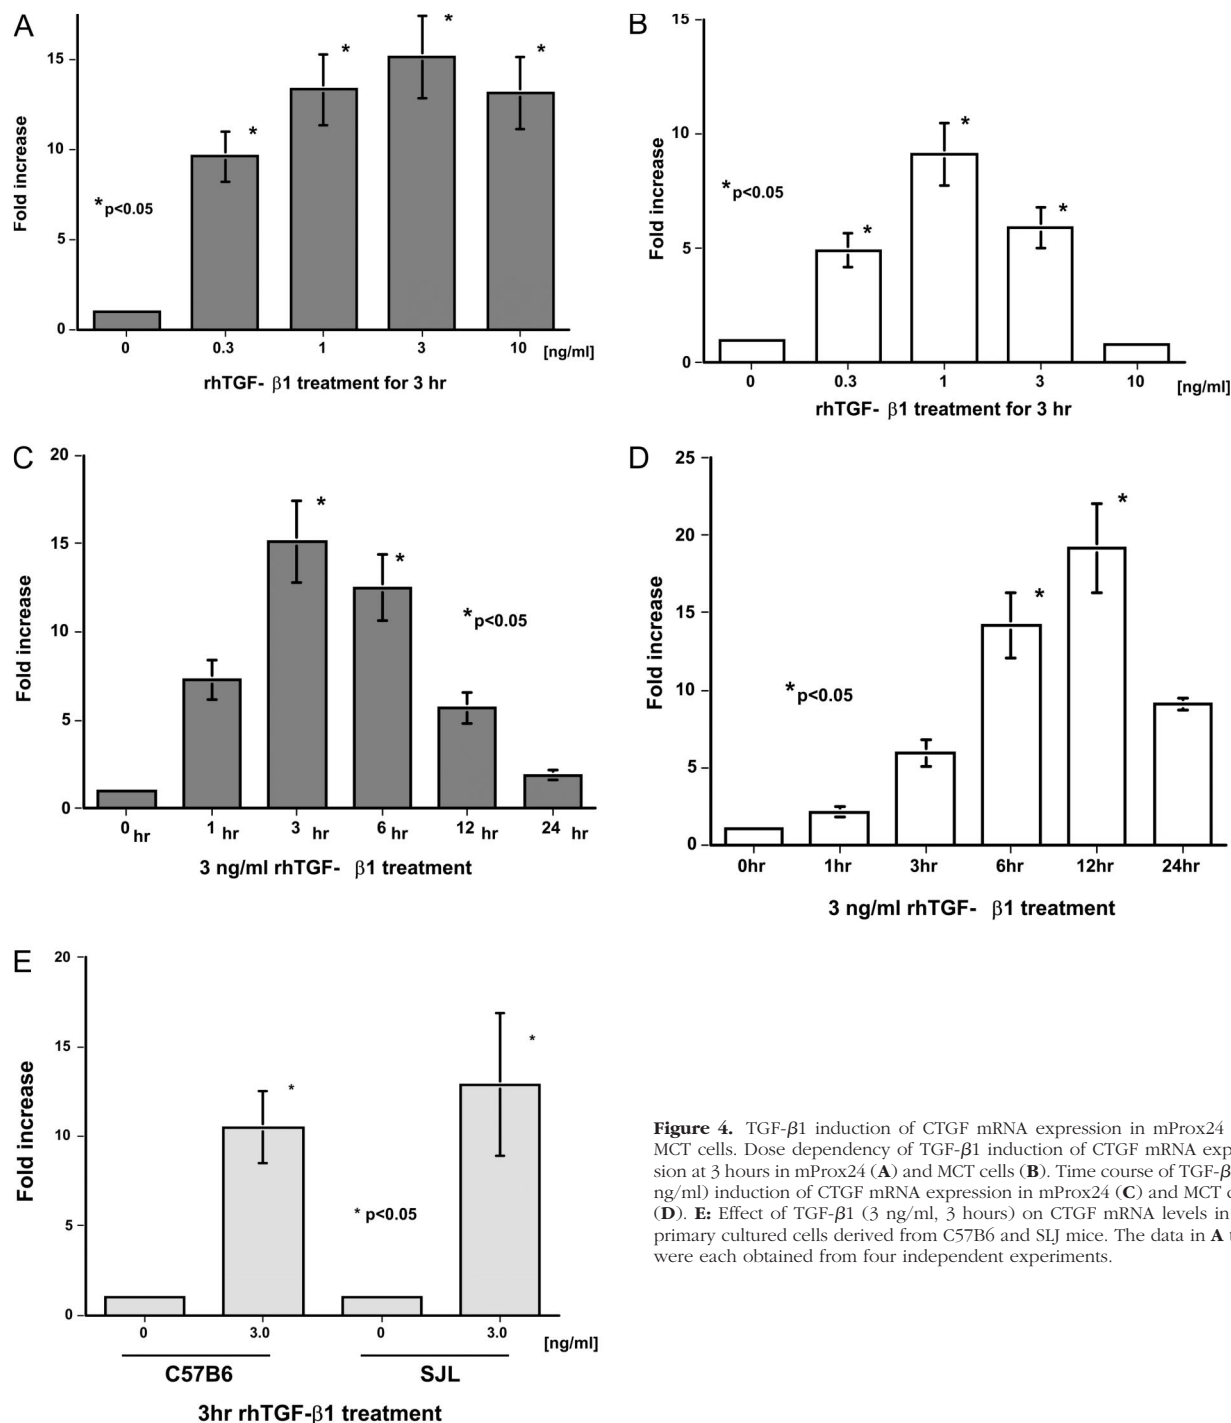 A
15
10
5
0
Fold increase
* * * *
*p<0.05
0 0.3 1 3 10 [ng/ml]
rhTGF- β1 treatment for 3 hr
B
15
10
5
0
Fold increase
* * *
*p<0.05
0 0.3 1 3 10 [ng/ml]
rhTGF- β1 treatment for 3 hr
C
20
15
10
5
0
Fold increase
* *
*p<0.05
0 hr 1 hr 3 hr 6 hr 12 hr 24 hr
3 ng/ml rhTGF- β1 treatment
D
25
20
15
10
5
0
Fold increase
* *
*p<0.05
0hr 1hr 3hr 6hr 12hr 24hr
3 ng/ml rhTGF- β1 treatment
E
20
15
10
5
0
Fold increase
* *
* p<0.05
0 3.0 0 3.0 [ng/ml]
C57B6 SJL
3hr rhTGF-β1 treatment
Figure 4. TGF-β1 induction of CTGF mRNA expression in mProx24
MCT cells. Dose dependency of TGF-β1 induction of CTGF mRNA exp
sion at 3 hours in mProx24 (A) and MCT cells (B). Time course of TGF-β
ng/ml) induction of CTGF mRNA expression in mProx24 (C) and MCT c
(D). E: Effect of TGF-β1 (3 ng/ml, 3 hours) on CTGF mRNA levels in
primary cultured cells derived from C57B6 and SLJ mice. The data in A
were each obtained from four independent experiments.